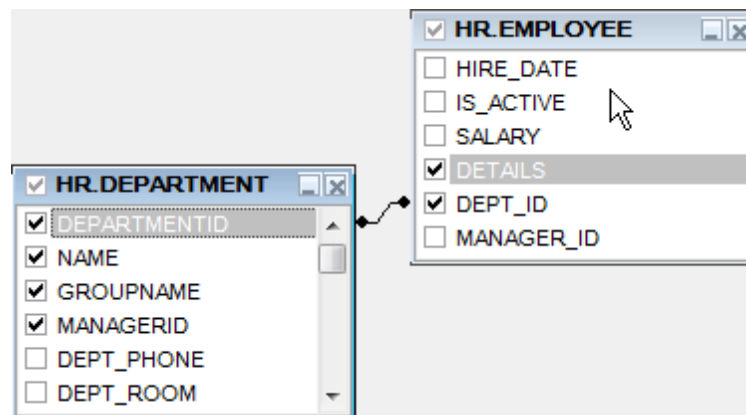 HR.EMPLOYEE
HIRE_DATE
IS_ACTIVE
SALARY
DETAILS
DEPT_ID
MANAGER_ID
HR.DEPARTMENT
DEPARTMENTID
NAME
GROUPNAME
MANAGERID
DEPT_PHONE
DEPT_ROOM